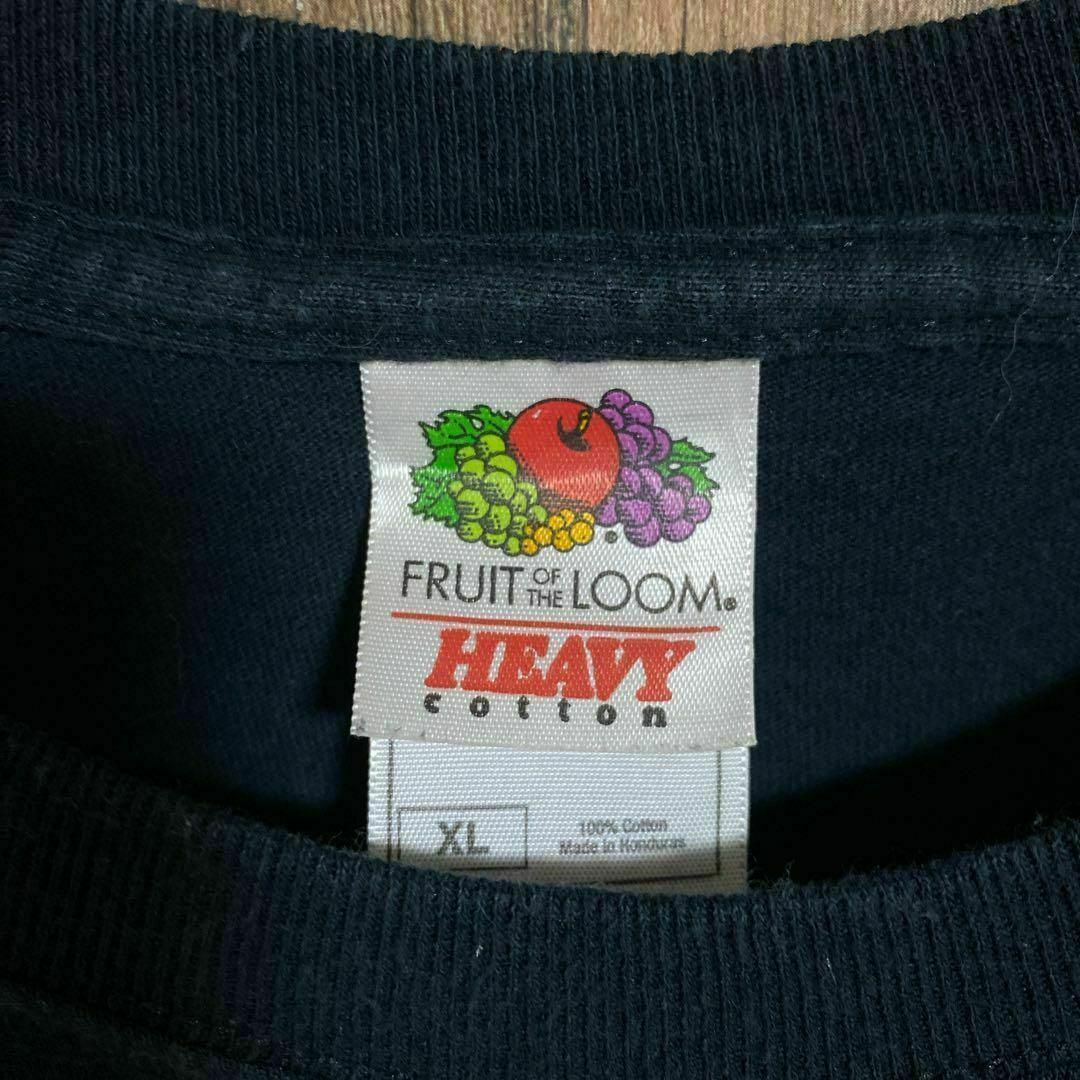 FRUIT OF THE LOOM®
HEAVY
cotton
XL
100% Cotton
Made in Honduras